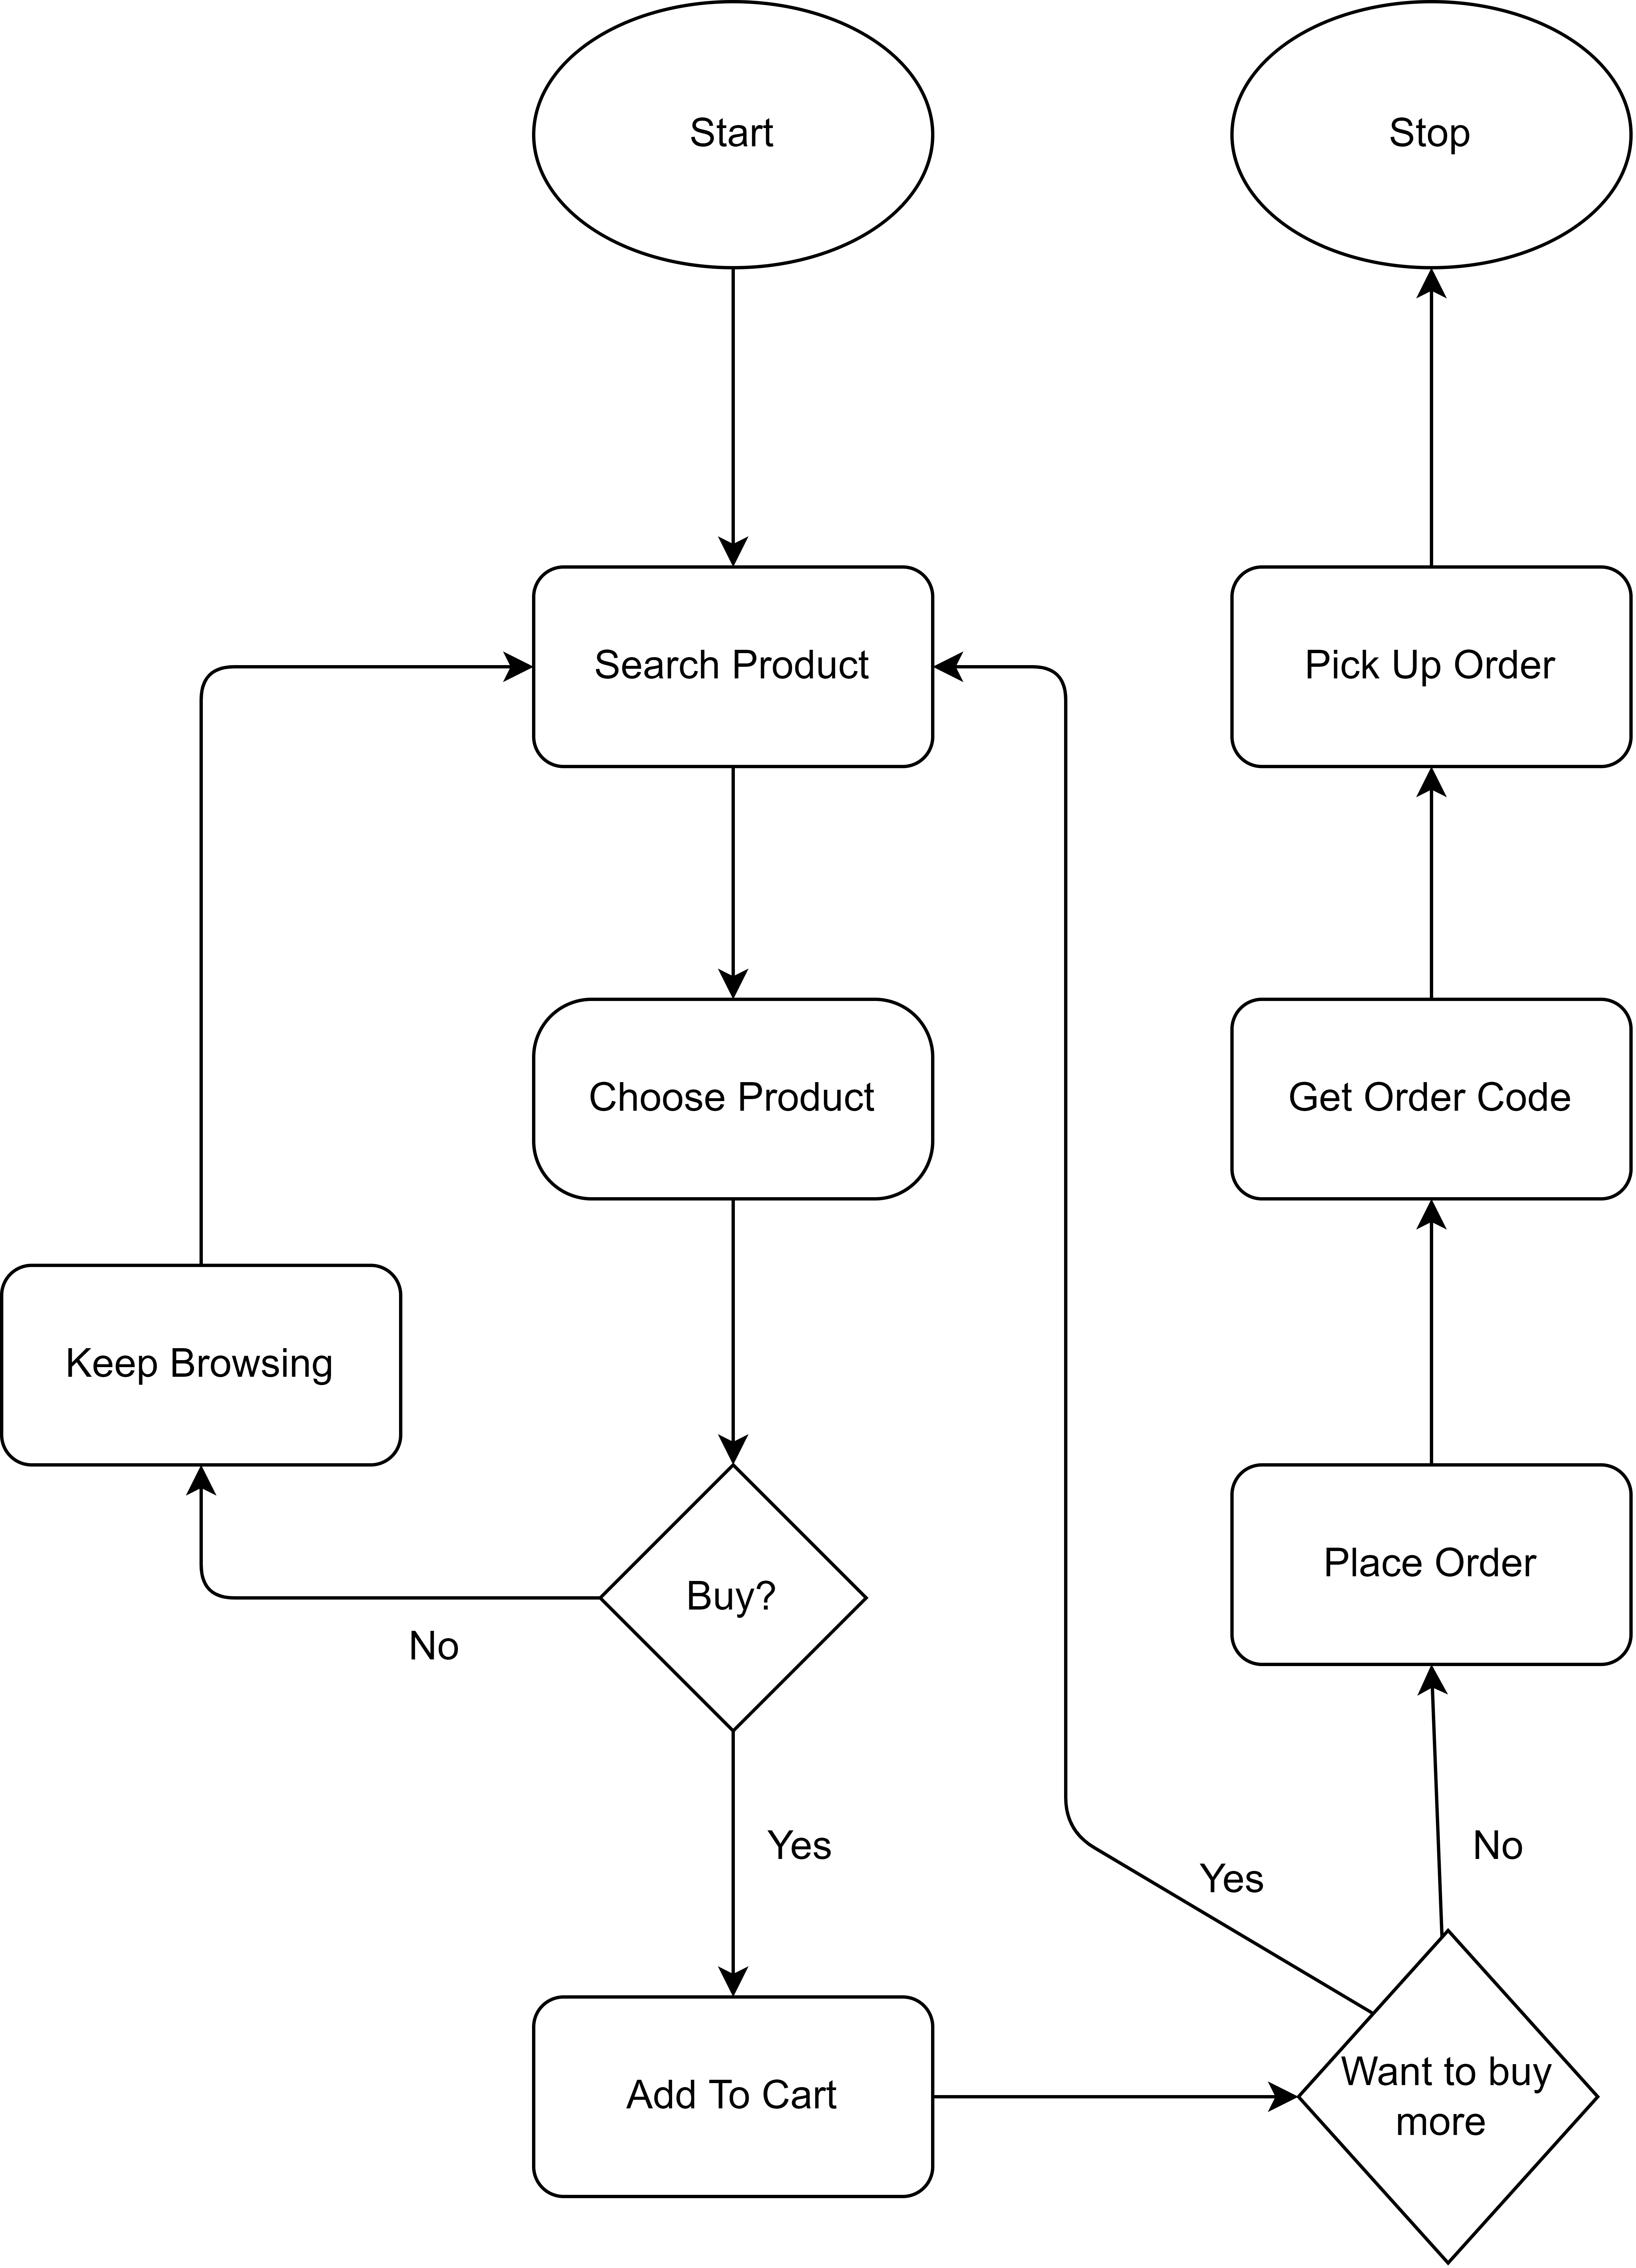 Start
Stop
Search Product
Pick Up Order
Choose Product
Get Order Code
Keep Browsing
Place Order
Buy?
No
Yes
Yes
No
Add To Cart
Want to buy
more